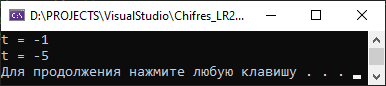 D:\PROJECTS\VisualStudio\Chifres_LR2...
t = -1
t = -5
Для продолжения нажмите любую клавишу . . .